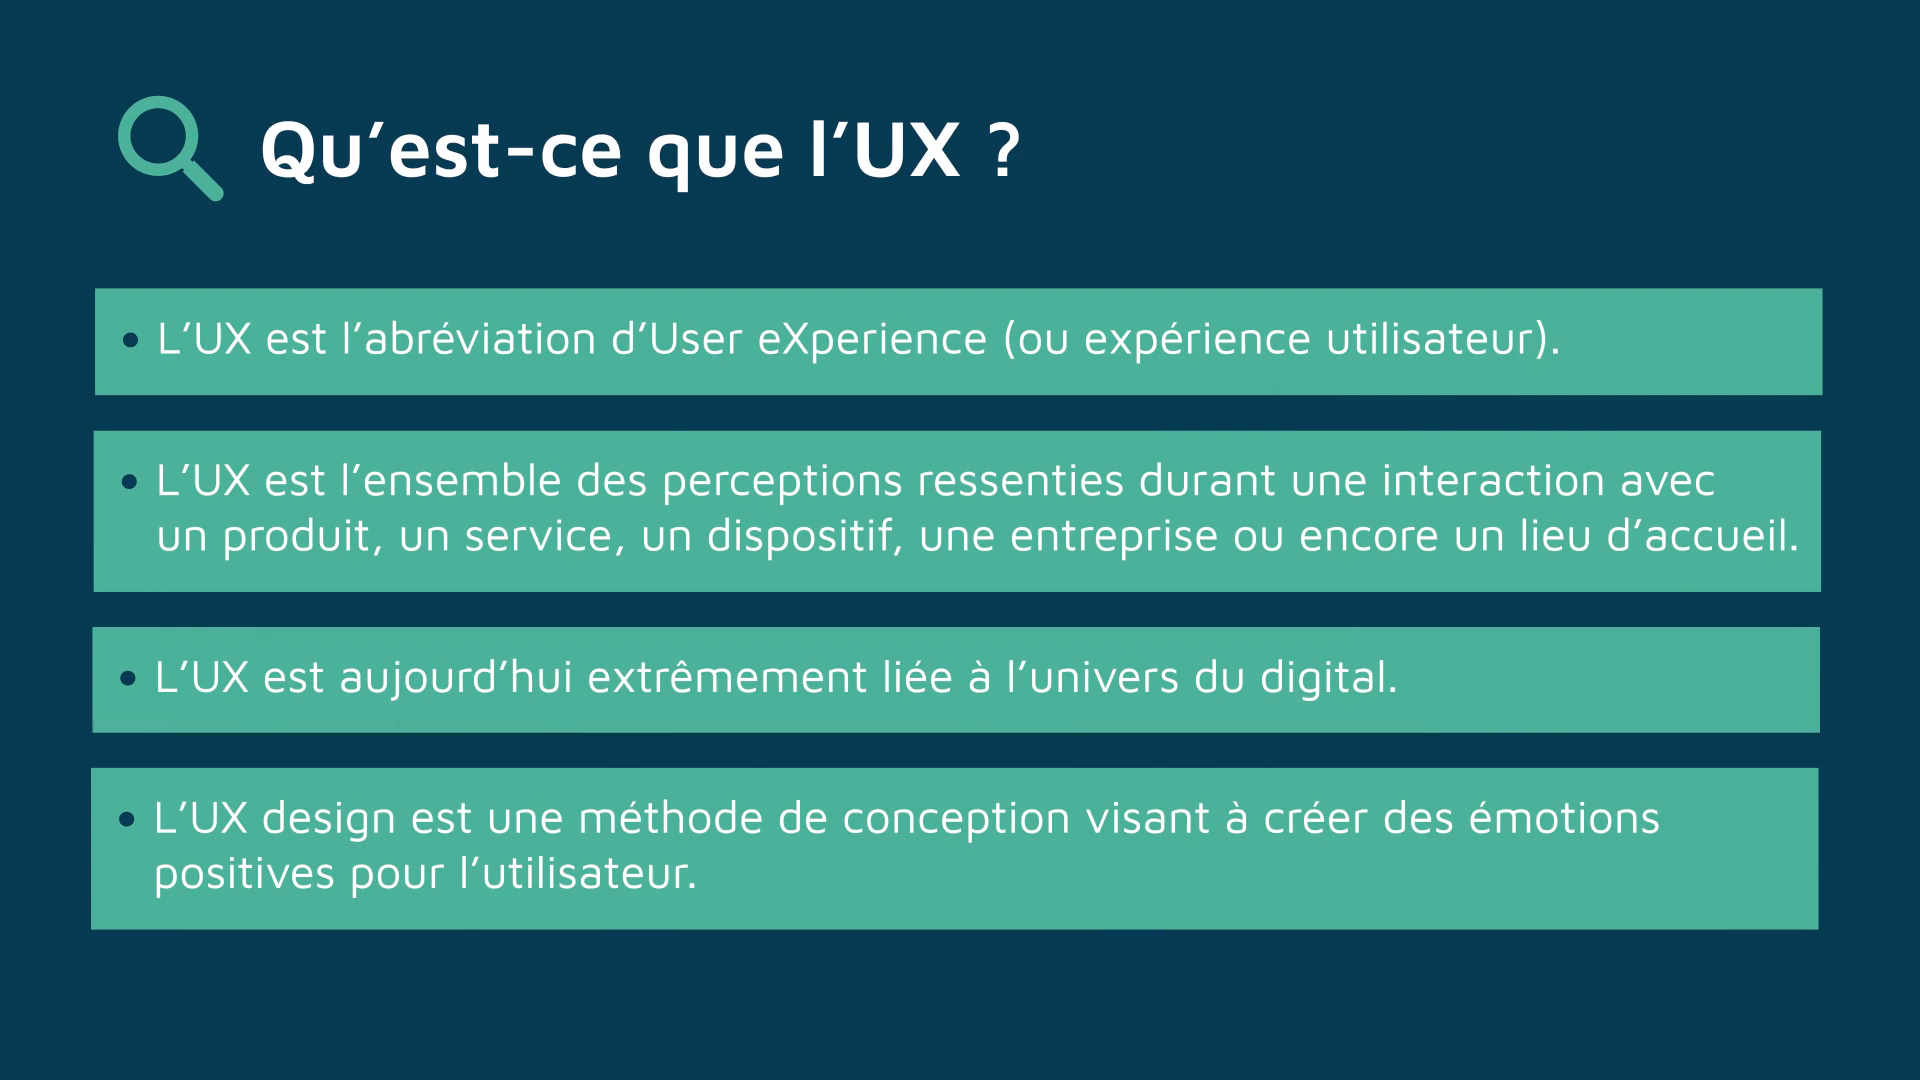 Qu’est-ce que l’UX ?
• L’UX est l’abréviation d’User eXperience (ou expérience utilisateur).
• L’UX est l’ensemble des perceptions ressenties durant une interaction avec
un produit, un service, un dispositif, une entreprise ou encore un lieu d’accueil.
• L’UX est aujourd’hui extrêmement liée à l’univers du digital.
• L’UX design est une méthode de conception visant à créer des émotions
positives pour l’utilisateur.